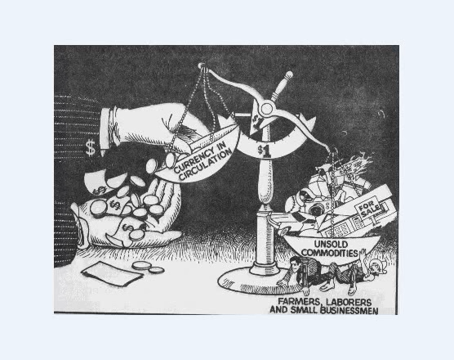 $
$
CURRENCY IN
CIRCULATION
$1
FOR
SALE
UNSOLD
COMMODITIES
FARMERS, LABORERS
AND SMALL BUSINESSMEN